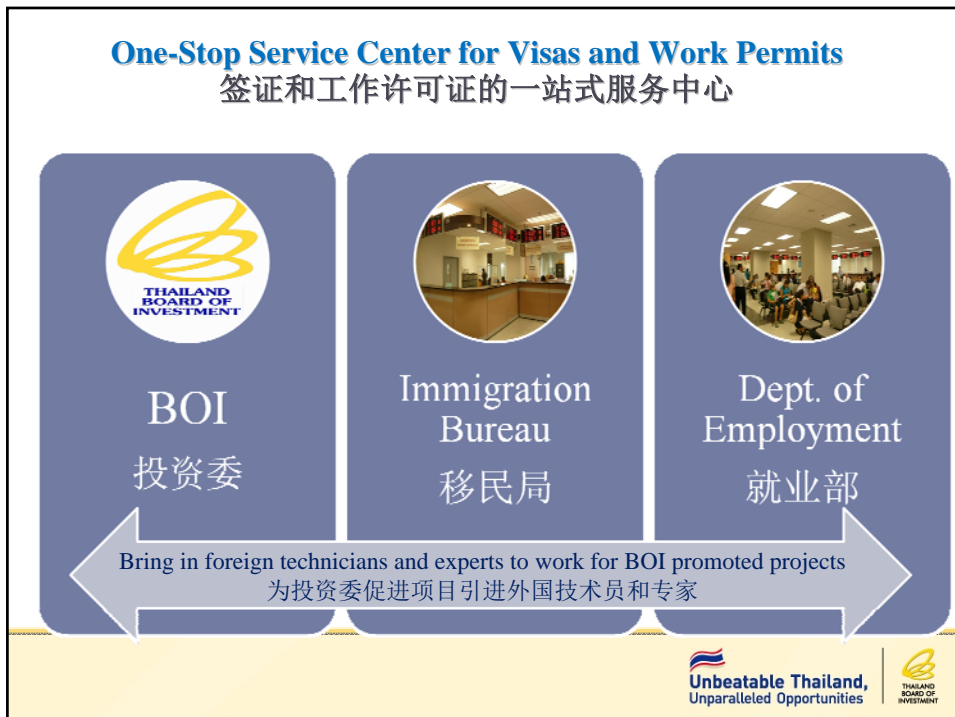 One-Stop Service Center for Visas and Work Permits
签证和工作许可证的一站式服务中心
THAILAND
BOARD OF
INVESTMENT
BOI
投资委
Immigration
Bureau
移民局
Dept. of
Employment
就业部
Bring in foreign technicians and experts to work for BOI promoted projects
为投资委促进项目引进外国技术员和专家
Unbeatable Thailand,
Unparalleled Opportunities
THAILAND
BOARD OF
INVESTMENT